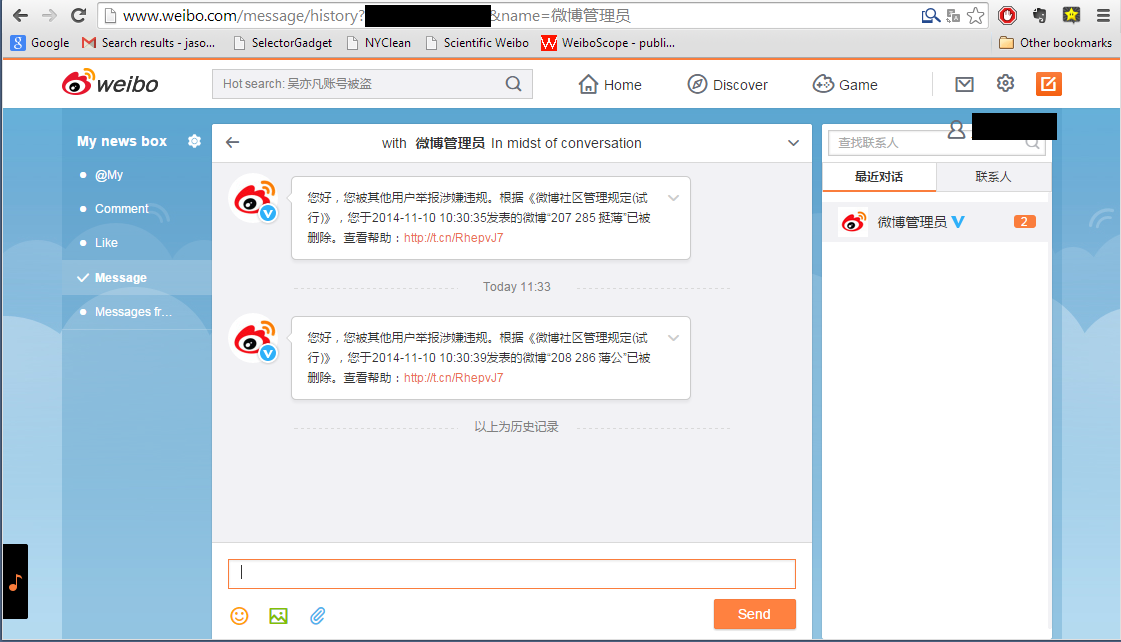 www.weibo.com/message/history?
&name=微博管理员
Google
Search results - jaso...
SelectorGadget
NYClean
Scientific Weibo
WeiboScope - publi...
Other bookmarks
weibo
Hot search: 吴亦凡账号被盗
Home
Discover
Game
My news box
@My
Comment
Like
Message
Messages fr...
with 微博管理员 In midst of conversation
您好，您被其他用户举报涉嫌违规。根据《微博社区管理规定(试
行)》，您于2014-11-10 10:30:35发表的微博“207 285 挺薄”已被
删除。查看帮助：http://t.cn/RhepvJ7
Today 11:33
您好，您被其他用户举报涉嫌违规。根据《微博社区管理规定(试
行)》，您于2014-11-10 10:30:39发表的微博“208 286 薄公”已被
删除。查看帮助：http://t.cn/RhepvJ7
以上为历史记录
Send
查找联系人
最近对话
联系人
微博管理员 V
2